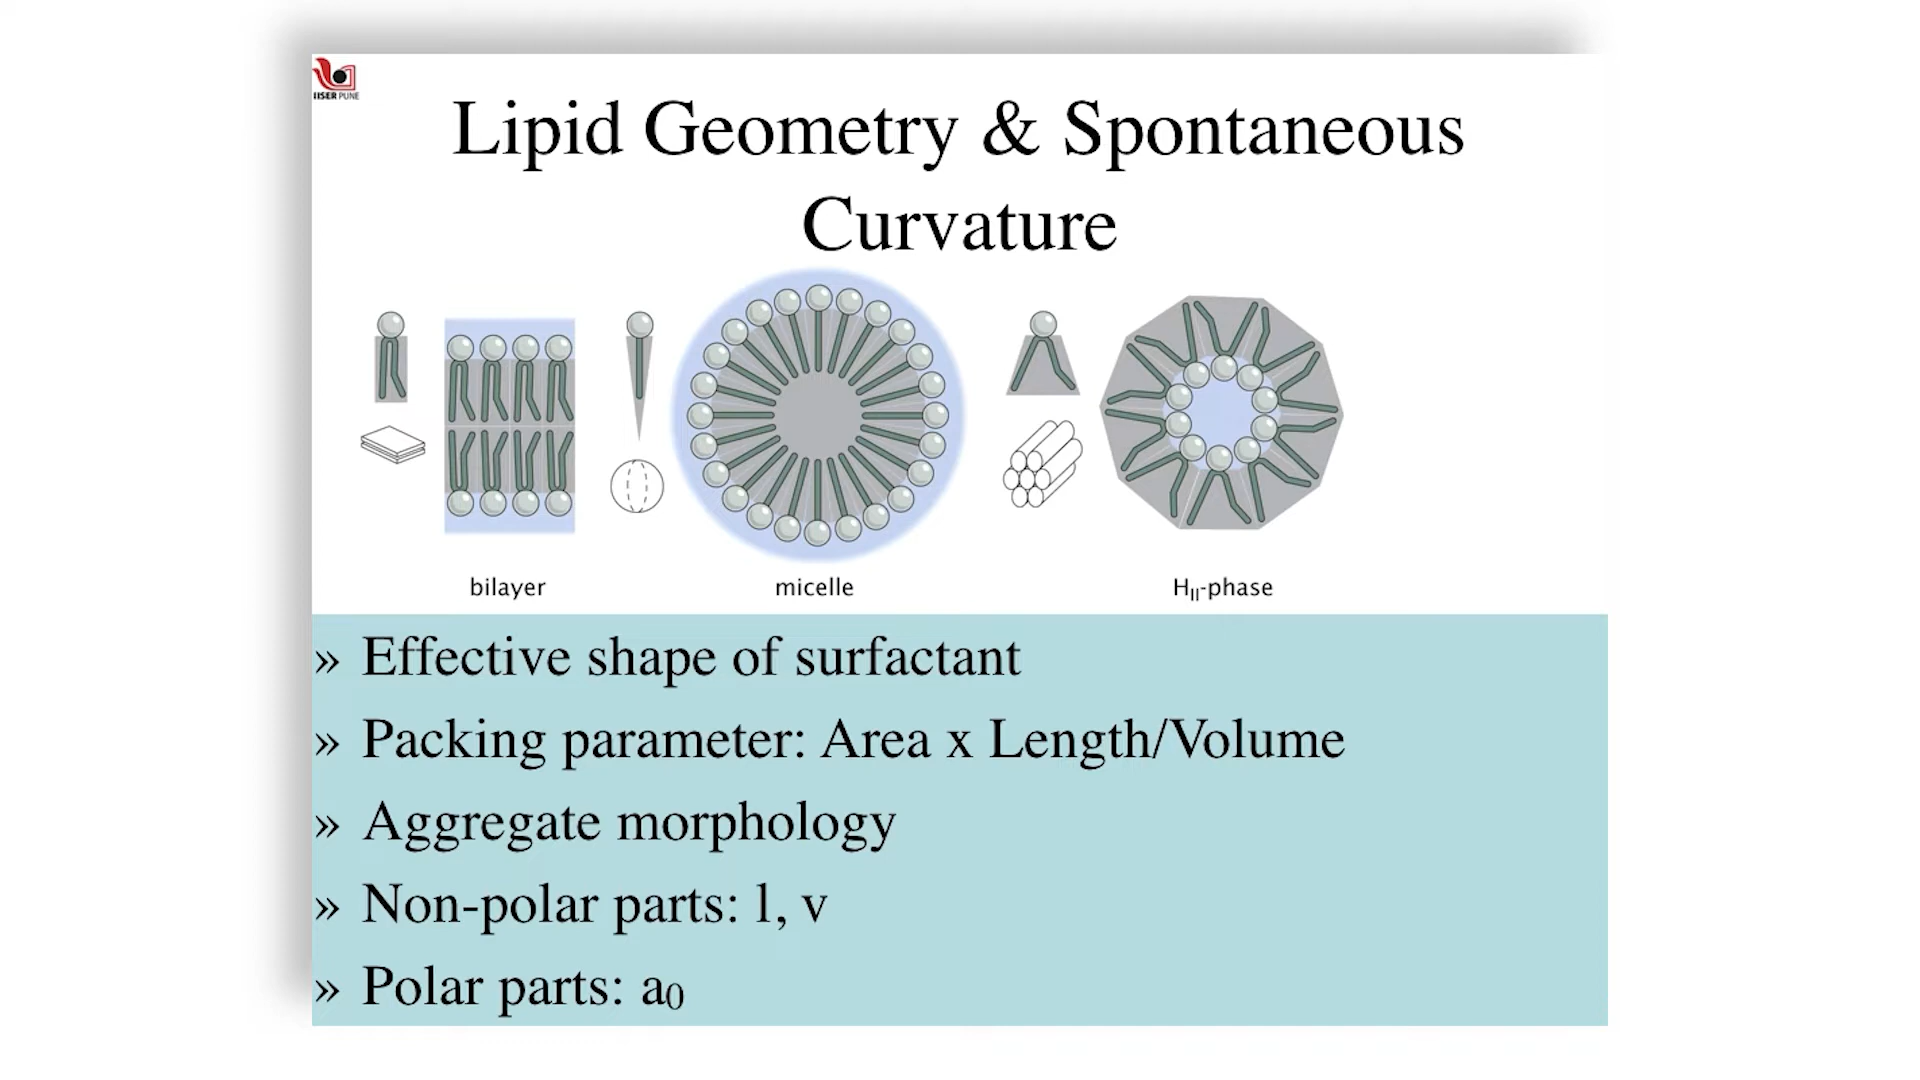 IISER PUNE
Lipid Geometry & Spontaneous
Curvature
bilayer
micelle
H_II-phase
» Effective shape of surfactant
» Packing parameter: Area x Length/Volume
» Aggregate morphology
» Non-polar parts: l, v
» Polar parts: a₀